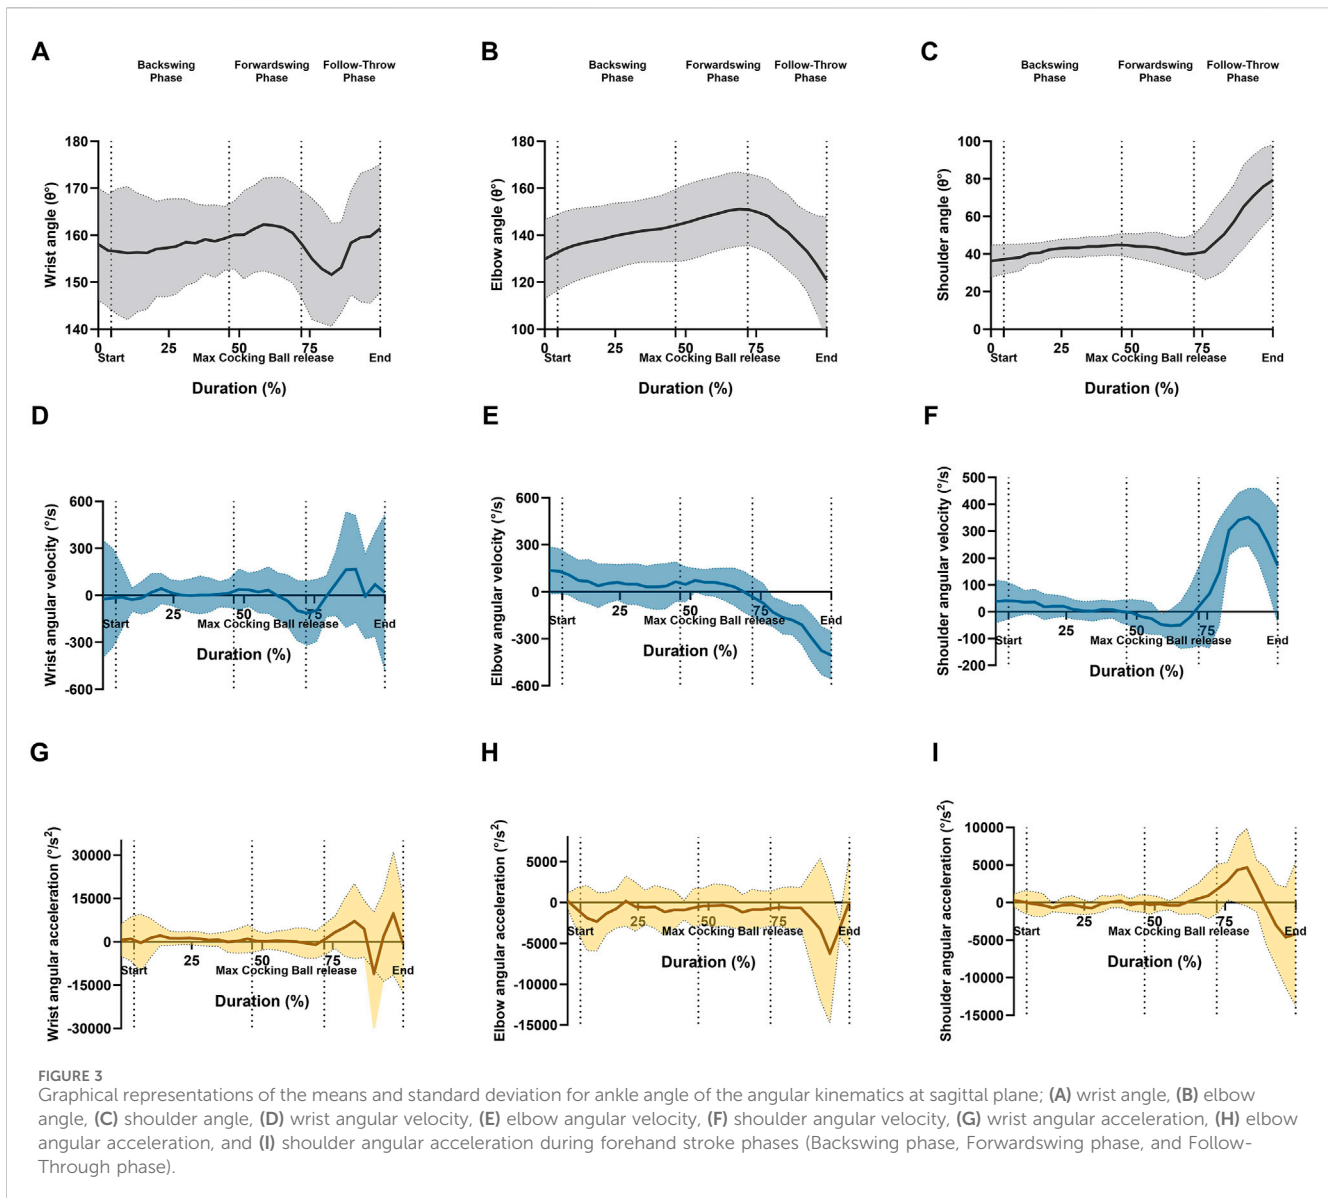 A
B
C
Backswing Phase
Forwardswing Phase
Follow-Throw Phase
Backswing Phase
Forwardswing Phase
Follow-Throw Phase
Backswing Phase
Forwardswing Phase
Follow-Throw Phase
Wrist angle (θ°)
180
170
160
150
140
0
25
50
75
Start
Max Cocking
Ball release
End
Duration (%)
Elbow angle (θ°)
180
160
140
120
100
0
25
50
75
Start
Max Cocking
Ball release
End
Duration (%)
Shoulder angle (θ°)
100
80
60
40
20
0
0
25
50
75
Start
Max Cocking
Ball release
End
Duration (%)
D
Wrist angular velocity (°/s)
600
300
0
-300
-600
25
50
75
Start
Max Cocking
Ball release
End
Duration (%)
E
Elbow angular velocity (°/s)
600
300
0
-300
-600
25
50
75
Start
Max Cocking
Ball release
End
Duration (%)
F
Shoulder angular velocity (°/s)
500
400
300
200
100
0
-100
-200
25
50
75
Start
Max Cocking
Ball release
End
Duration (%)
G
Wrist angular acceleration (°/s²)
30000
15000
0
-15000
-30000
25
50
75
Start
Max Cocking
Ball release
End
Duration (%)
H
Elbow angular acceleration (°/s²)
5000
0
-5000
-10000
-15000
25
50
75
Start
Max Cocking
Ball release
End
Duration (%)
I
Shoulder angular acceleration (°/s²)
10000
5000
0
-5000
-10000
-15000
25
50
75
Start
Max Cocking
Ball release
End
Duration (%)
FIGURE 3
Graphical representations of the means and standard deviation for ankle angle of the angular kinematics at sagittal plane; (A) wrist angle, (B) elbow
angle, (C) shoulder angle, (D) wrist angular velocity, (E) elbow angular velocity, (F) shoulder angular velocity, (G) wrist angular acceleration, (H) elbow
angular acceleration, and (I) shoulder angular acceleration during forehand stroke phases (Backswing phase, Forwardswing phase, and Follow-
Through phase).